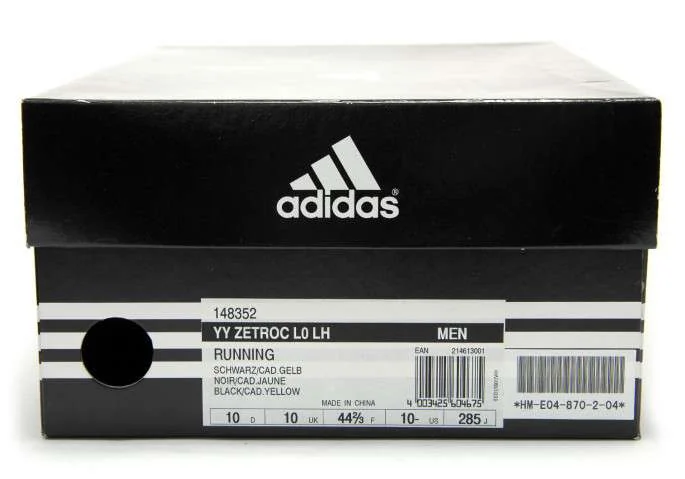 adidas®
148352
YY ZETROC L0 LH MEN
RUNNING
EAN 214613001
SCHWARZ/CAD.GELB
NOIR/CAD.JAUNE
BLACK/CAD.YELLOW
MADE IN CHINA
4 003425 604675
10 D 10 UK 44⅔ F 10- US 285 J
*HM-E04-870-2-04*